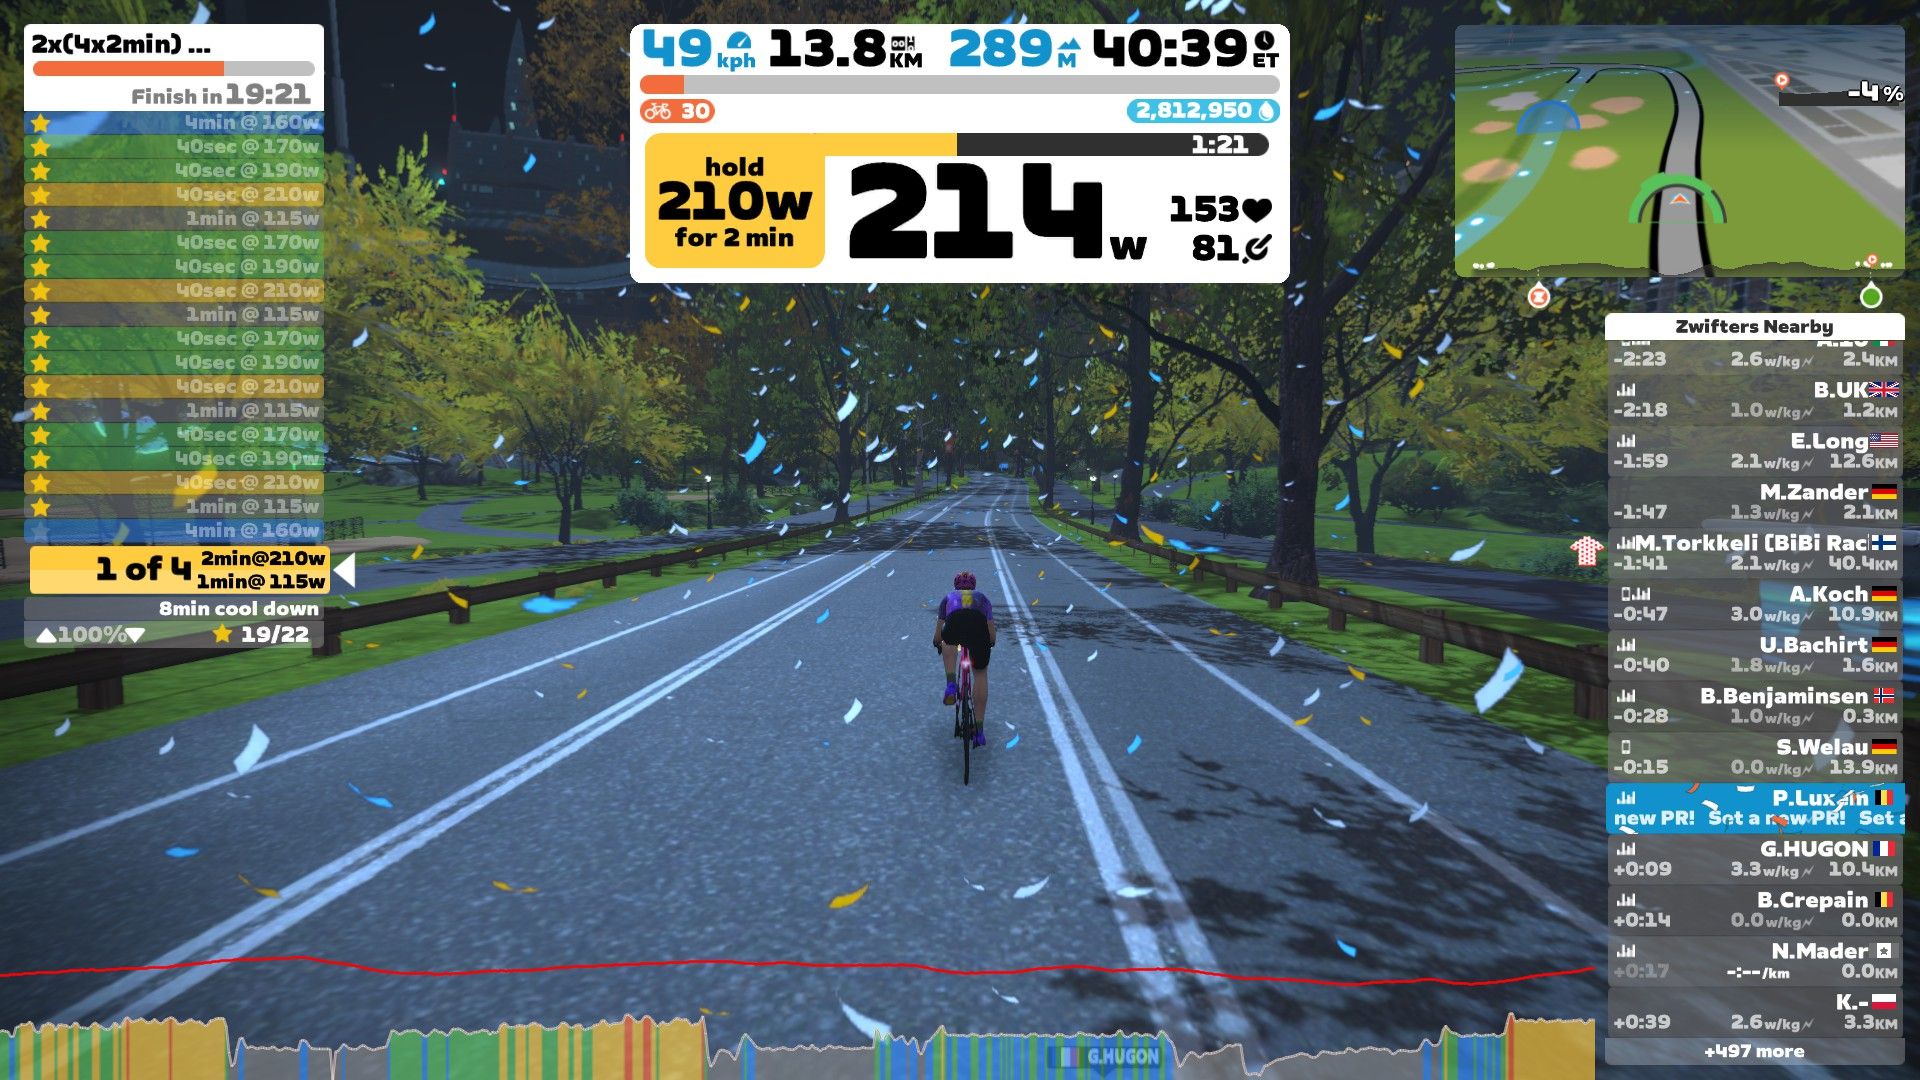 2x(4x2min) ...
Finish in 19:21
4min @ 160w
40sec @ 170w
40sec @ 190w
40sec @ 210w
1min @ 115w
40sec @ 170w
40sec @ 190w
40sec @ 210w
1min @ 115w
40sec @ 170w
40sec @ 190w
40sec @ 210w
1min @ 115w
40sec @ 170w
40sec @ 190w
40sec @ 210w
1min @ 115w
4min @ 160w
1 of 4
2min@210w
1min@ 115w
8min cool down
100%
19/22
49 kph 13.8 KM 289 M 40:39 ET
30
2,812,950
1:21
hold
210w
for 2 min
214 w
153
81
-4 %
Zwifters Nearby
-2:23 2.6 w/kg 2.4 KM
B.UK
-2:18 1.0 w/kg 1.2 KM
E.Long
-1:59 2.1 w/kg 12.6 KM
M.Zander
-1:47 1.3 w/kg 2.1 KM
M.Torkkeli (BiBi Rac
-1:41 2.1 w/kg 40.4 KM
A.Koch
-0:47 3.0 w/kg 10.9 KM
U.Bachirt
-0:40 1.8 w/kg 1.6 KM
B.Benjaminsen
-0:28 1.0 w/kg 0.3 KM
S.Welau
-0:15 0.0 w/kg 13.9 KM
new PR! Set a new PR! Set a
G.HUGON
+0:09 3.3 w/kg 10.4 KM
B.Crepain
+0:14 0.0 w/kg 0.0 KM
N.Mader
+0:17 -:--/km 0.0 KM
K.-
+0:39 2.6 w/kg 3.3 KM
+497 more
G.HUGON